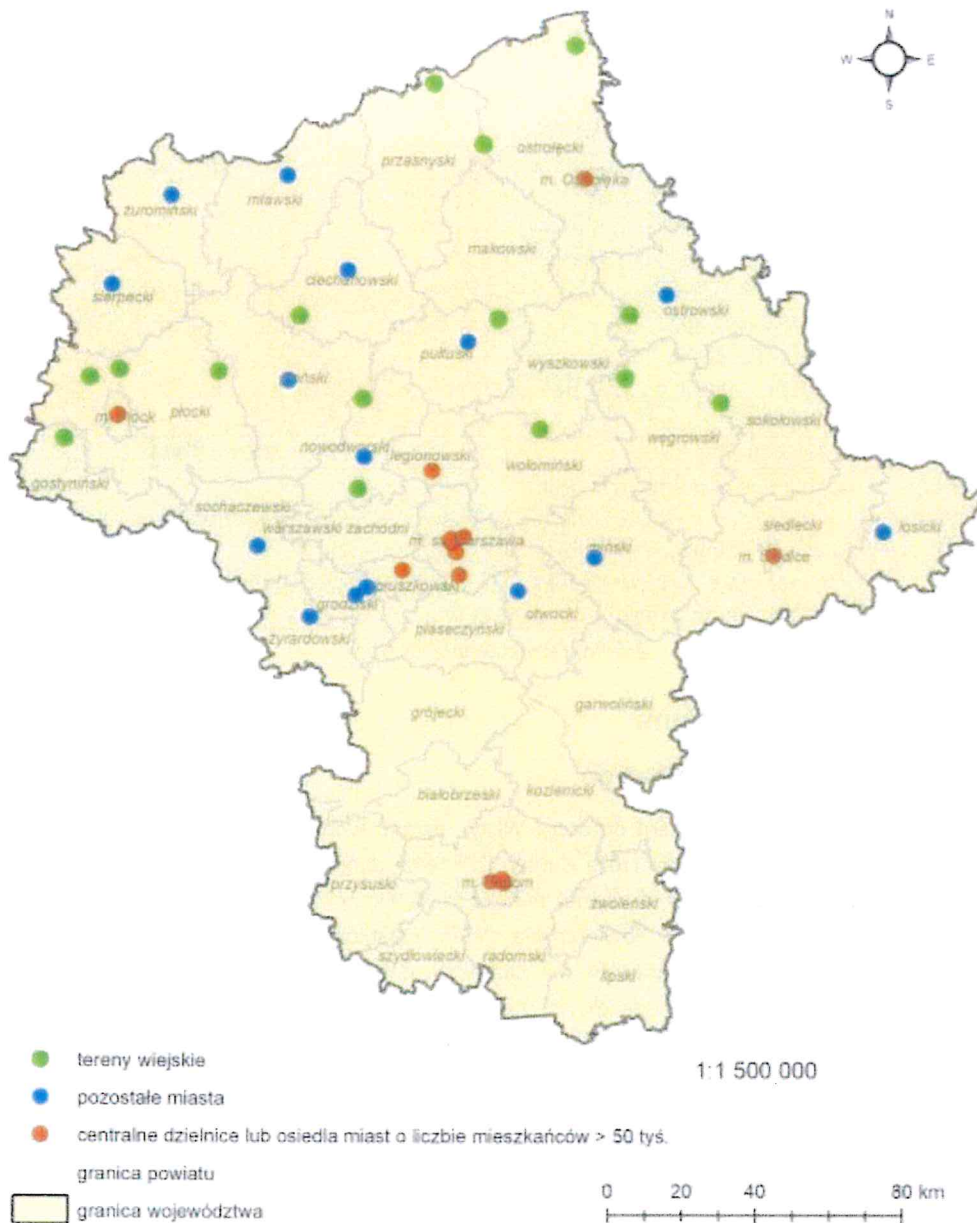 N
W E
S
ostrołęcki
przasnyski
m. Ostrołęka
mławski
żuromiński
makowski
ciechanowski
sierpecki
ostrowski
pułtuski
wyszkowski
płocki
sokołowski
węgrowski
nowodworski
legionowski
wołomiński
gostyniński
sochaczewski
warszawski zachodni
siedlecki
łosicki
pruszkowski
grodziski
otwocki
piaseczyński
żyrardowski
garwoliński
grójecki
białobrzeski
kozienicki
przysuski
zwoleński
szydłowiecki
radomski
lipski
tereny wiejskie
1:1 500 000
pozostałe miasta
centralne dzielnice lub osiedla miast o liczbie mieszkańców > 50 tyś.
granica powiatu
granica województwa
0 20 40 80 km